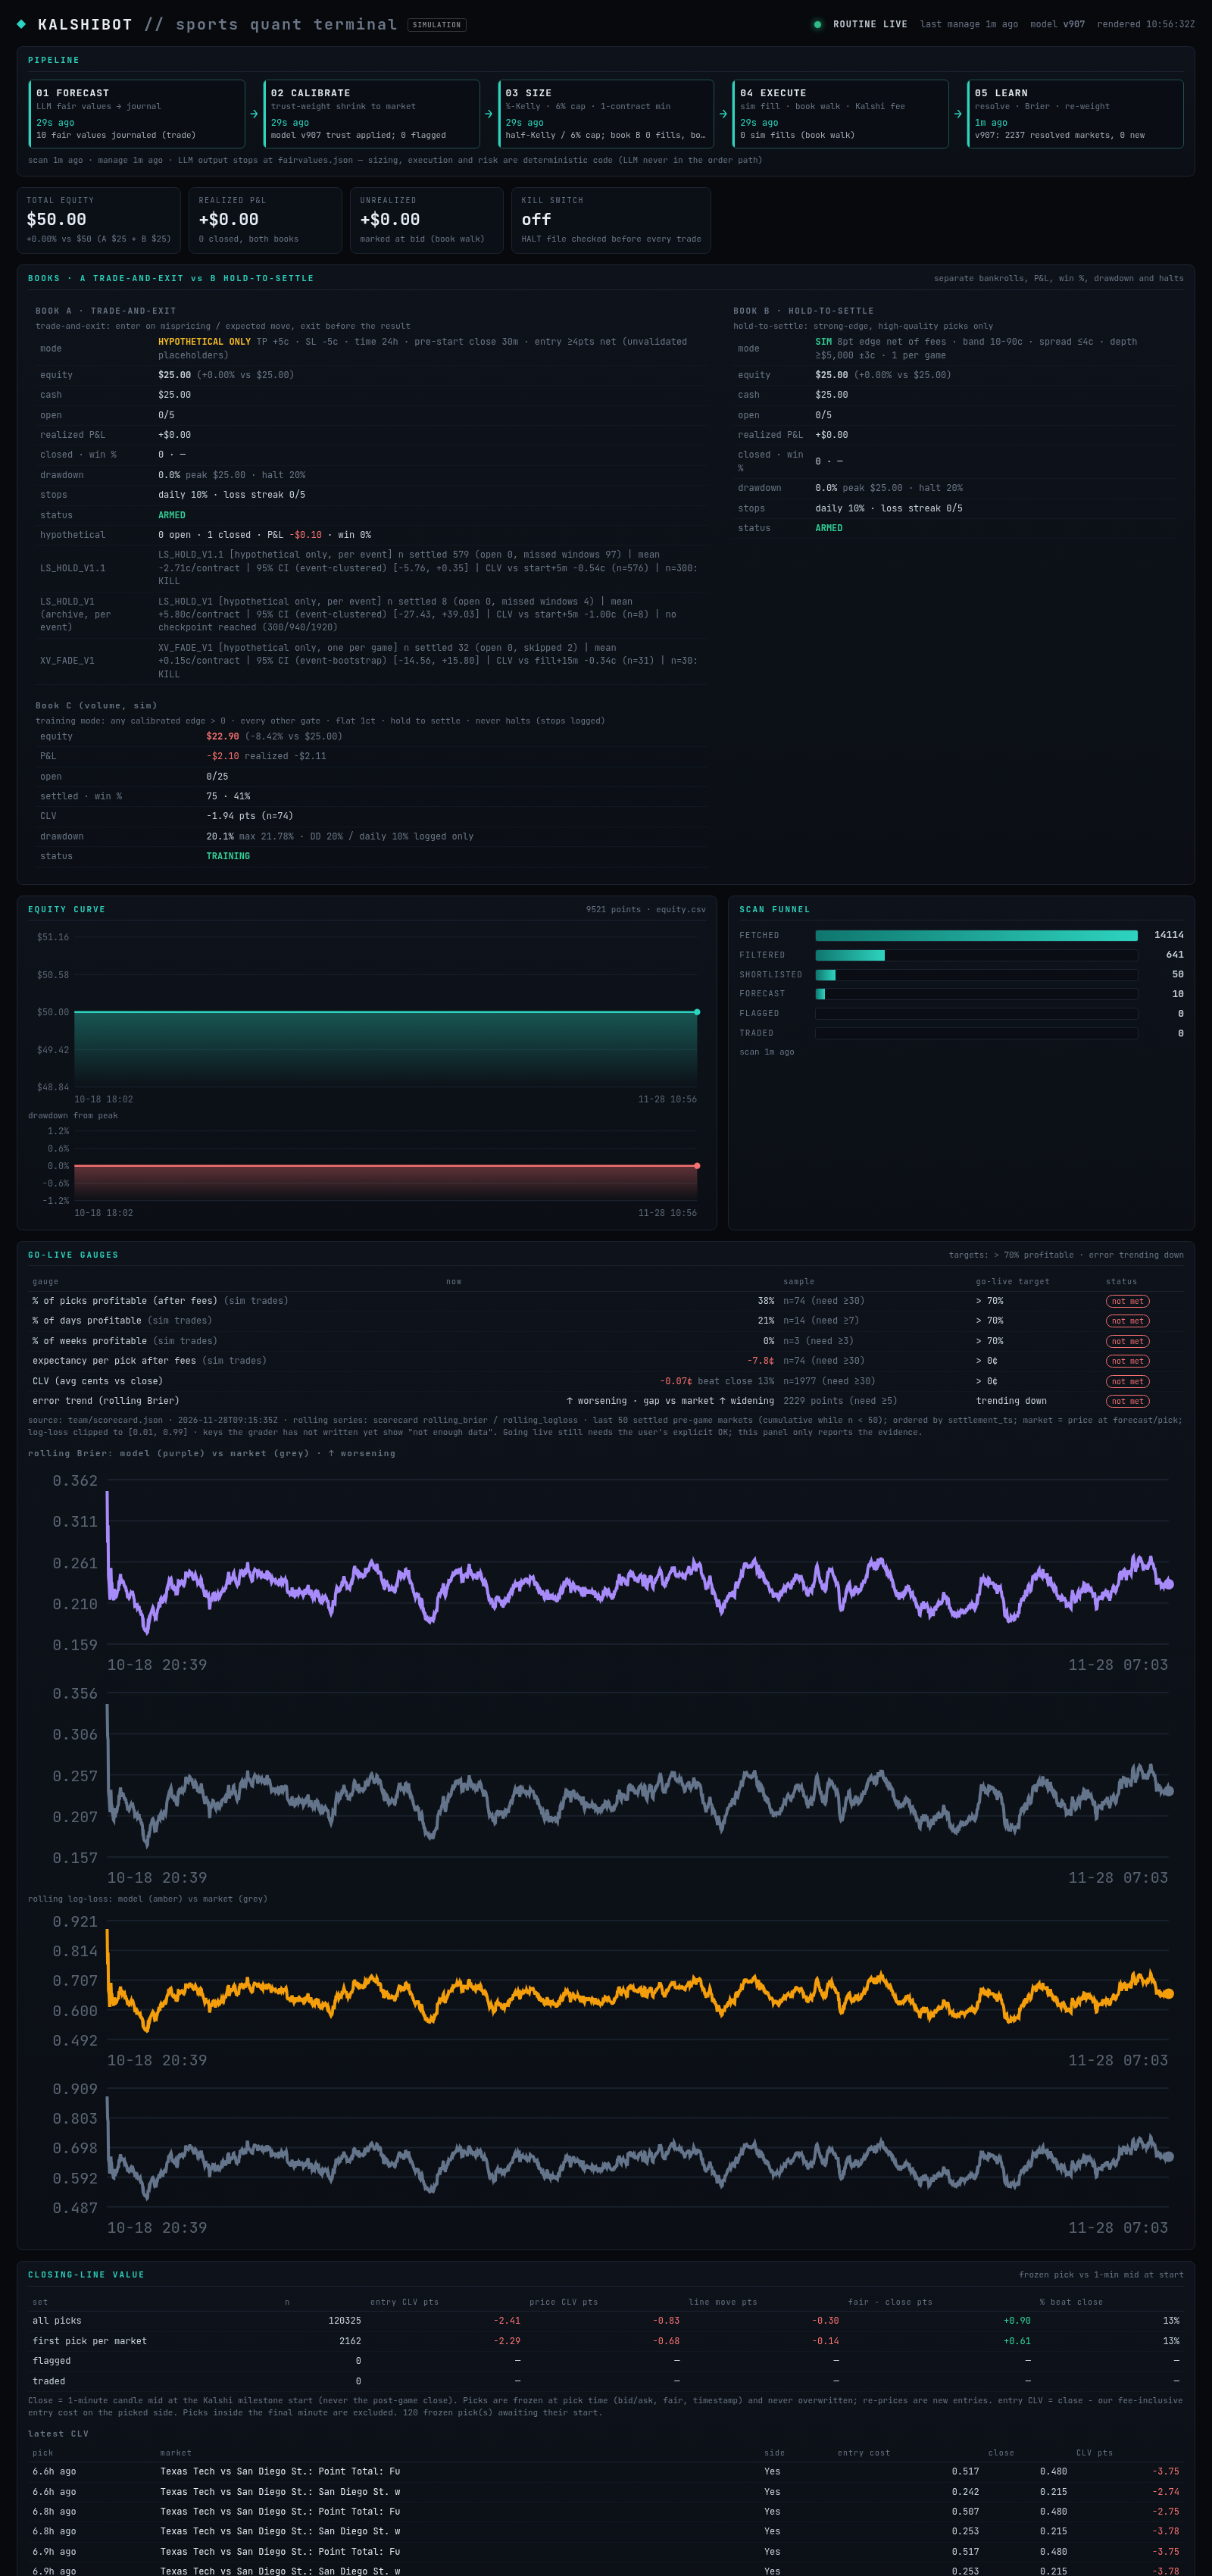 ◆ KALSHIBOT // sports quant terminal SIMULATION
ROUTINE LIVE last manage 1m ago model v907 rendered 10:56:32Z
PIPELINE
01 FORECAST
LLM fair values → journal
29s ago
10 fair values journaled (trade)
→
02 CALIBRATE
trust-weight shrink to market
29s ago
model v907 trust applied; 0 flagged
→
03 SIZE
½-Kelly · 6% cap · 1-contract min
29s ago
half-Kelly / 6% cap; book B 0 fills, bo…
→
04 EXECUTE
sim fill · book walk · Kalshi fee
29s ago
0 sim fills (book walk)
→
05 LEARN
resolve · Brier · re-weight
1m ago
v907: 2237 resolved markets, 0 new
scan 1m ago · manage 1m ago · LLM output stops at fairvalues.json — sizing, execution and risk are deterministic code (LLM never in the order path)
TOTAL EQUITY
$50.00
+0.00% vs $50 (A $25 + B $25)
REALIZED P&L
+$0.00
0 closed, both books
UNREALIZED
+$0.00
marked at bid (book walk)
KILL SWITCH
off
HALT file checked before every trade
BOOKS · A TRADE-AND-EXIT vs B HOLD-TO-SETTLE
separate bankrolls, P&L, win %, drawdown and halts
BOOK A · TRADE-AND-EXIT
trade-and-exit: enter on mispricing / expected move, exit before the result
mode HYPOTHETICAL ONLY TP +5c · SL -5c · time 24h · pre-start close 30m · entry ≥4pts net (unvalidated
placeholders)
equity $25.00 (+0.00% vs $25.00)
cash $25.00
open 0/5
realized P&L +$0.00
closed · win % 0 · —
drawdown 0.0% peak $25.00 · halt 20%
stops daily 10% · loss streak 0/5
status ARMED
hypothetical 0 open · 1 closed · P&L -$0.10 · win 0%
LS_HOLD_V1.1 LS_HOLD_V1.1 [hypothetical only, per event] n settled 579 (open 0, missed windows 97) | mean
-2.71c/contract | 95% CI (event-clustered) [-5.76, +0.35] | CLV vs start+5m -0.54c (n=576) | n=300:
KILL
LS_HOLD_V1 (archive, per event) LS_HOLD_V1 [hypothetical only, per event] n settled 8 (open 0, missed windows 4) | mean
+5.80c/contract | 95% CI (event-clustered) [-27.43, +39.03] | CLV vs start+5m -1.00c (n=8) | no
checkpoint reached (300/940/1920)
XV_FADE_V1 XV_FADE_V1 [hypothetical only, one per game] n settled 32 (open 0, skipped 2) | mean
+0.15c/contract | 95% CI (event-bootstrap) [-14.56, +15.80] | CLV vs fill+15m -0.34c (n=31) | n=30:
KILL
BOOK B · HOLD-TO-SETTLE
hold-to-settle: strong-edge, high-quality picks only
mode SIM 8pt edge net of fees · band 10-90c · spread ≤4c · depth
≥$5,000 ±3c · 1 per game
equity $25.00 (+0.00% vs $25.00)
cash $25.00
open 0/5
realized P&L +$0.00
closed · win % 0 · —
drawdown 0.0% peak $25.00 · halt 20%
stops daily 10% · loss streak 0/5
status ARMED
Book C (volume, sim)
training mode: any calibrated edge > 0 · every other gate · flat 1ct · hold to settle · never halts (stops logged)
equity $22.90 (-8.42% vs $25.00)
P&L -$2.10 realized -$2.11
open 0/25
settled · win % 75 · 41%
CLV -1.94 pts (n=74)
drawdown 20.1% max 21.78% · DD 20% / daily 10% logged only
status TRAINING
EQUITY CURVE 9521 points · equity.csv
$51.16
$50.58
$50.00
$49.42
$48.84
10-18 18:02 11-28 10:56
drawdown from peak
1.2%
0.6%
0.0%
-0.6%
-1.2%
10-18 18:02 11-28 10:56
SCAN FUNNEL
FETCHED 14114
FILTERED 641
SHORTLISTED 50
FORECAST 10
FLAGGED 0
TRADED 0
scan 1m ago
GO-LIVE GAUGES targets: > 70% profitable · error trending down
gauge now sample go-live target status
% of picks profitable (after fees) (sim trades) 38% n=74 (need ≥30) > 70% not met
% of days profitable (sim trades) 21% n=14 (need ≥7) > 70% not met
% of weeks profitable (sim trades) 0% n=3 (need ≥3) > 70% not met
expectancy per pick after fees (sim trades) -7.8¢ n=74 (need ≥30) > 0¢ not met
CLV (avg cents vs close) -0.07¢ beat close 13% n=1977 (need ≥30) > 0¢ not met
error trend (rolling Brier) ↑ worsening · gap vs market ↑ widening 2229 points (need ≥5) trending down not met
source: team/scorecard.json · 2026-11-28T09:15:35Z · rolling series: scorecard rolling_brier / rolling_logloss · last 50 settled pre-game markets (cumulative while n < 50); ordered by settlement_ts; market = price at forecast/pick;
log-loss clipped to [0.01, 0.99] · keys the grader has not written yet show "not enough data". Going live still needs the user's explicit OK; this panel only reports the evidence.
rolling Brier: model (purple) vs market (grey) · ↑ worsening
0.362
0.311
0.261
0.210
0.159
10-18 20:39 11-28 07:03
0.356
0.306
0.257
0.207
0.157
10-18 20:39 11-28 07:03
rolling log-loss: model (amber) vs market (grey)
0.921
0.814
0.707
0.600
0.492
10-18 20:39 11-28 07:03
0.909
0.803
0.698
0.592
0.487
10-18 20:39 11-28 07:03
CLOSING-LINE VALUE frozen pick vs 1-min mid at start
set n entry CLV pts price CLV pts line move pts fair - close pts % beat close
all picks 120325 -2.41 -0.83 -0.30 +0.90 13%
first pick per market 2162 -2.29 -0.68 -0.14 +0.61 13%
flagged 0 — — — — —
traded 0 — — — — —
Close = 1-minute candle mid at the Kalshi milestone start (never the post-game close). Picks are frozen at pick time (bid/ask, fair, timestamp) and never overwritten; re-prices are new entries. entry CLV = close - our fee-inclusive
entry cost on the picked side. Picks inside the final minute are excluded. 120 frozen pick(s) awaiting their start.
latest CLV
pick market side entry cost close CLV pts
6.6h ago Texas Tech vs San Diego St.: Point Total: Fu Yes 0.517 0.480 -3.75
6.6h ago Texas Tech vs San Diego St.: San Diego St. w Yes 0.242 0.215 -2.74
6.8h ago Texas Tech vs San Diego St.: Point Total: Fu Yes 0.507 0.480 -2.75
6.8h ago Texas Tech vs San Diego St.: San Diego St. w Yes 0.253 0.215 -3.78
6.9h ago Texas Tech vs San Diego St.: Point Total: Fu Yes 0.517 0.480 -3.75
6.9h ago Texas Tech vs San Diego St.: San Diego St. w Yes 0.253 0.215 -3.78